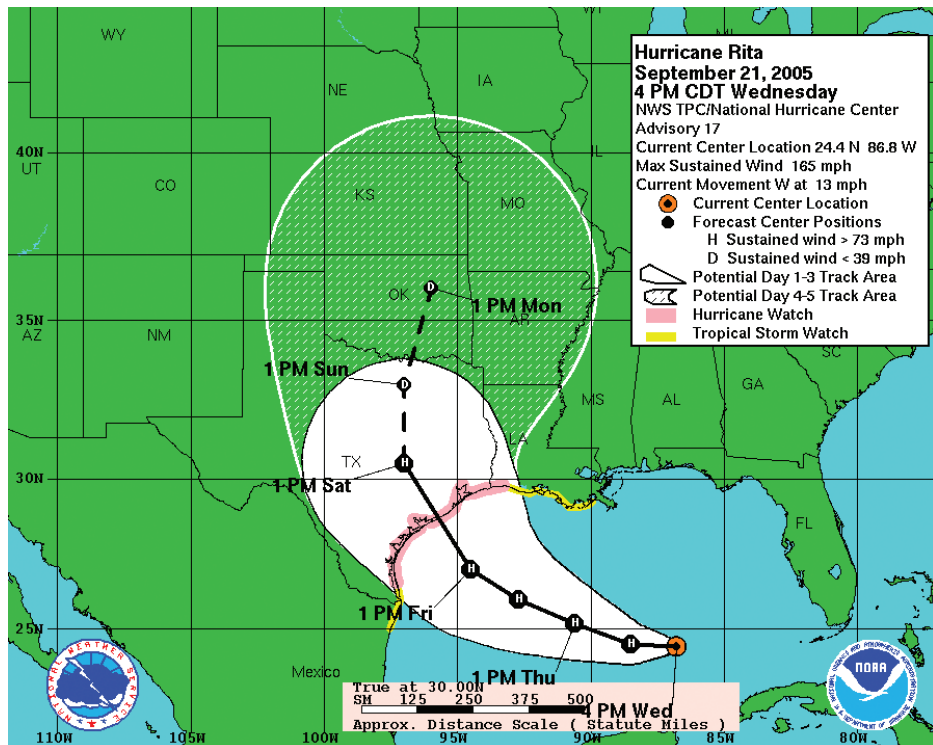 WY
WI
MI
IA
NE
Hurricane Rita
September 21, 2005
4 PM CDT Wednesday
NWS TPC/National Hurricane Center
Advisory 17
Current Center Location 24.4 N 86.8 W
Max Sustained Wind 165 mph
Current Movement W at 13 mph
Current Center Location
Forecast Center Positions
H Sustained wind > 73 mph
D Sustained wind < 39 mph
Potential Day 1-3 Track Area
Potential Day 4-5 Track Area
Hurricane Watch
Tropical Storm Watch
40N
UT
CO
KS
MO
IL
D
OK
1 PM Mon
35N
AZ
NM
AR
SC
1 PM Sun
D
MS
AL
GA
LA
TX
H
30N
1 PM Sat
FL
H
H
1 PM Fri
H
H
25N
Mexico
1 PM Thu
NATIONAL WEATHER SERVICE
NOAA
True at 30.00N
SM 125 250 375 500
4 PM Wed
Approx. Distance Scale ( Statute Miles )
110W
105W
100W
95W
90W
85W
80W